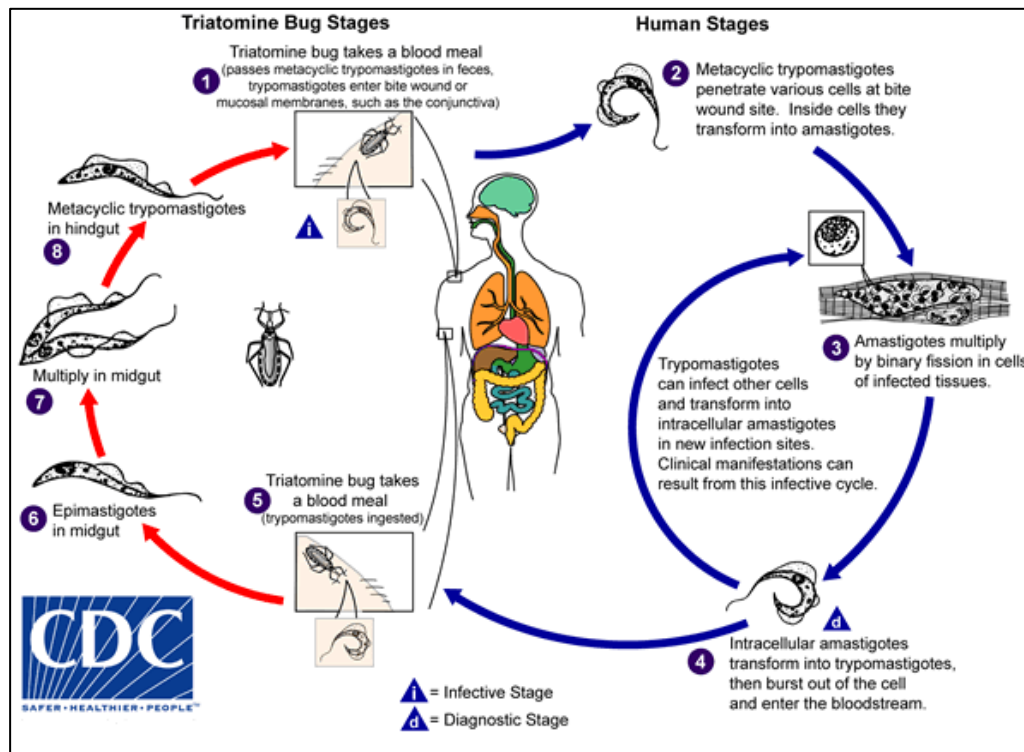 Triatomine Bug Stages
Human Stages
1
Triatomine bug takes a blood meal
(passes metacyclic trypomastigotes in feces,
trypomastigotes enter bite wound or
mucosal membranes, such as the conjunctiva)
i
2
Metacyclic trypomastigotes
penetrate various cells at bite
wound site. Inside cells they
transform into amastigotes.
3
Amastigotes multiply
by binary fission in cells
of infected tissues.
Trypomastigotes
can infect other cells
and transform into
intracellular amastigotes
in new infection sites.
Clinical manifestations can
result from this infective cycle.
d
4
Intracellular amastigotes
transform into trypomastigotes,
then burst out of the cell
and enter the bloodstream.
5
Triatomine bug takes
a blood meal
(trypomastigotes ingested)
6
Epimastigotes
in midgut
Multiply in midgut
7
Metacyclic trypomastigotes
in hindgut
8
i = Infective Stage
d = Diagnostic Stage
CDC
SAFER•HEALTHIER•PEOPLE™